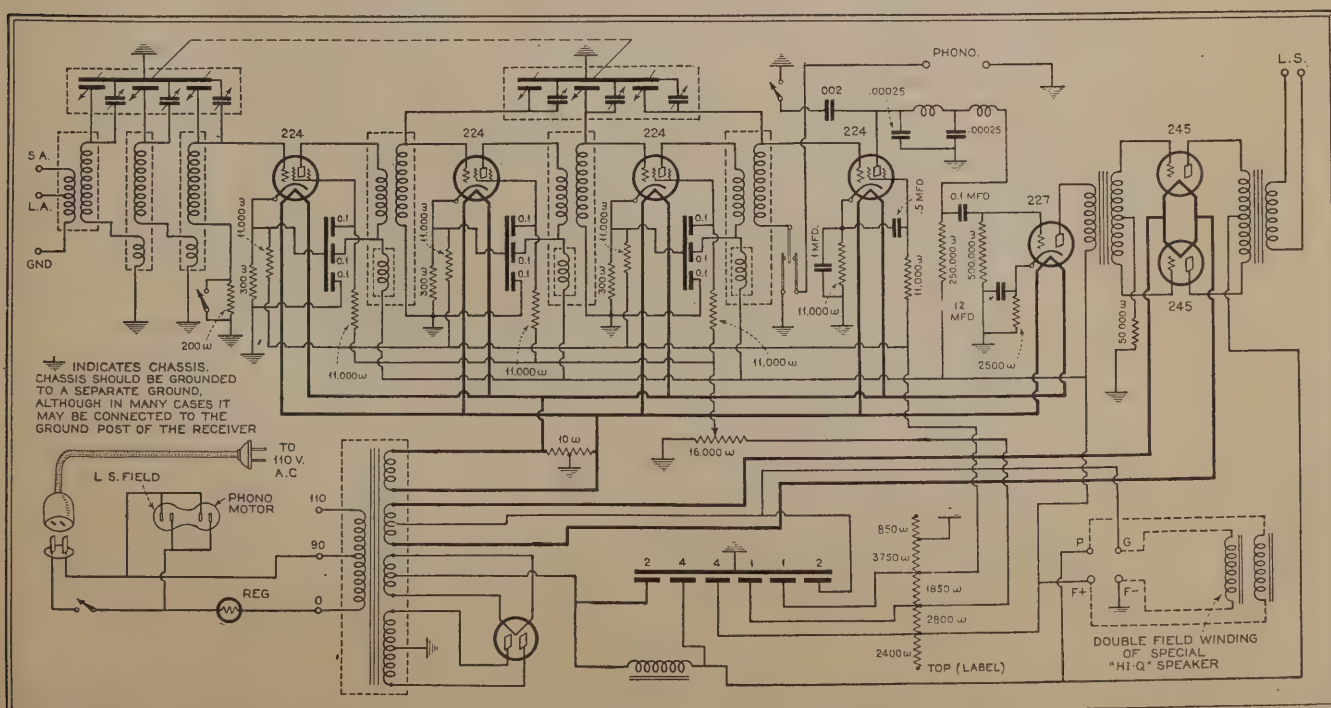 PHONO.
L.S.
224
224
224
224
002
.00025
.00025
245
S A.
L.A.
GND
0.1 MFD
227
.5 MFD
11,000 ω
300 ω
0.1
0.1
0.1
11,000 ω
300 ω
0.1
0.1
0.1
11,000 ω
300 ω
0.1
0.1
0.1
1 MFD.
11,000 ω
11,000 ω
250,000 ω
500,000 ω
12 MFD
2500 ω
50 000 ω
245
200 ω
11,000 ω
11,000 ω
11,000 ω
INDICATES CHASSIS.
CHASSIS SHOULD BE GROUNDED
TO A SEPARATE GROUND,
ALTHOUGH IN MANY CASES IT
MAY BE CONNECTED TO THE
GROUND POST OF THE RECEIVER
10 ω
16,000 ω
TO
110 V.
A.C
L S. FIELD
PHONO
MOTOR
110
90
0
REG
2 4 4 1 1 2
850 ω
3750 ω
1850 ω
2800 ω
2400 ω
TOP (LABEL)
P G
F+ F-
DOUBLE FIELD WINDING
OF SPECIAL
"HI-Q" SPEAKER